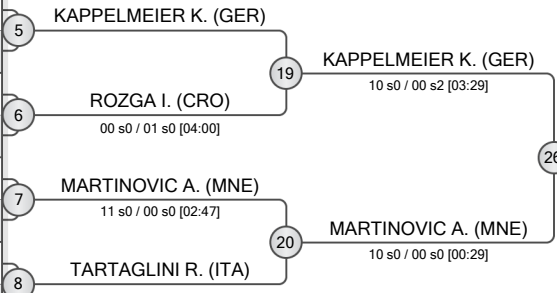 KAPPELMEIER K. (GER)
5
19
KAPPELMEIER K. (GER)
10 s0 / 00 s2 [03:29]
ROZGA I. (CRO)
6
00 s0 / 01 s0 [04:00]
26
MARTINOVIC A. (MNE)
7
11 s0 / 00 s0 [02:47]
20
MARTINOVIC A. (MNE)
10 s0 / 00 s0 [00:29]
TARTAGLINI R. (ITA)
8